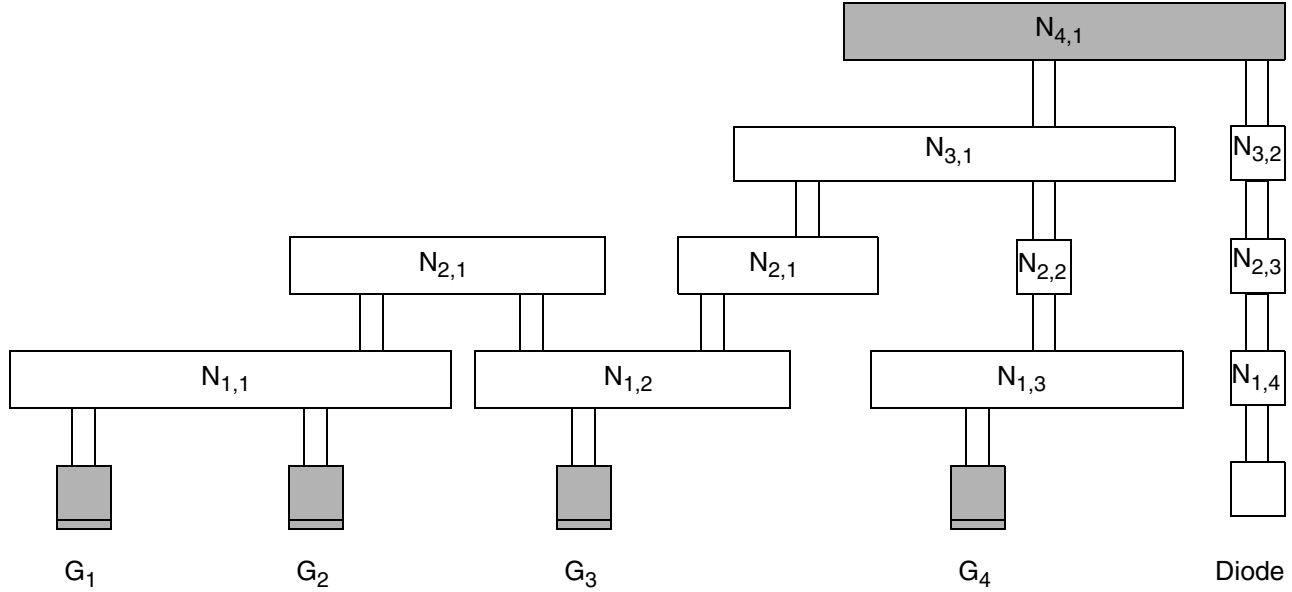 N4,1
N3,1
N3,2
N2,1
N2,1
N2,2
N2,3
N1,1
N1,2
N1,3
N1,4
G1
G2
G3
G4
Diode